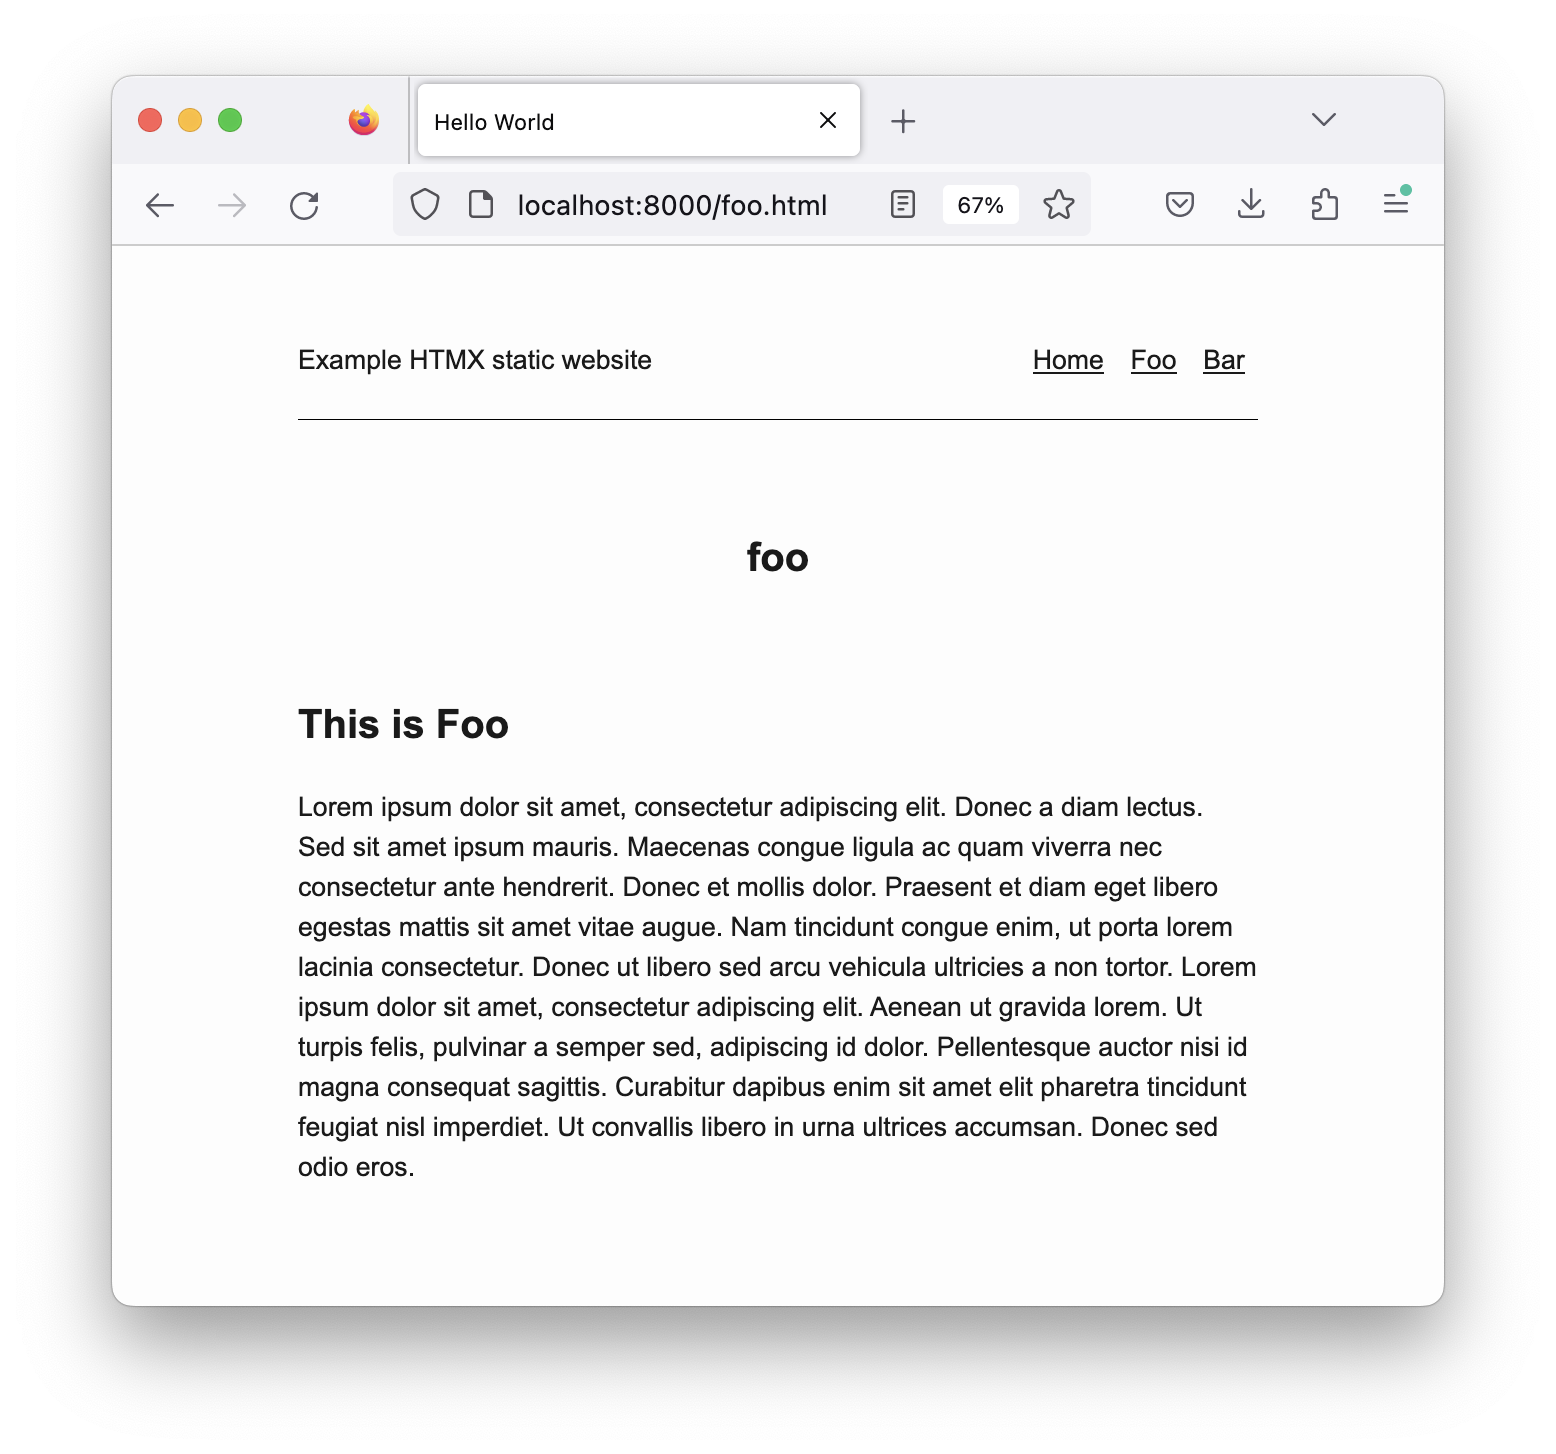 Hello World
localhost:8000/foo.html 67%
Example HTMX static website Home Foo Bar
foo
This is Foo
Lorem ipsum dolor sit amet, consectetur adipiscing elit. Donec a diam lectus.
Sed sit amet ipsum mauris. Maecenas congue ligula ac quam viverra nec
consectetur ante hendrerit. Donec et mollis dolor. Praesent et diam eget libero
egestas mattis sit amet vitae augue. Nam tincidunt congue enim, ut porta lorem
lacinia consectetur. Donec ut libero sed arcu vehicula ultricies a non tortor. Lorem
ipsum dolor sit amet, consectetur adipiscing elit. Aenean ut gravida lorem. Ut
turpis felis, pulvinar a semper sed, adipiscing id dolor. Pellentesque auctor nisi id
magna consequat sagittis. Curabitur dapibus enim sit amet elit pharetra tincidunt
feugiat nisl imperdiet. Ut convallis libero in urna ultrices accumsan. Donec sed
odio eros.